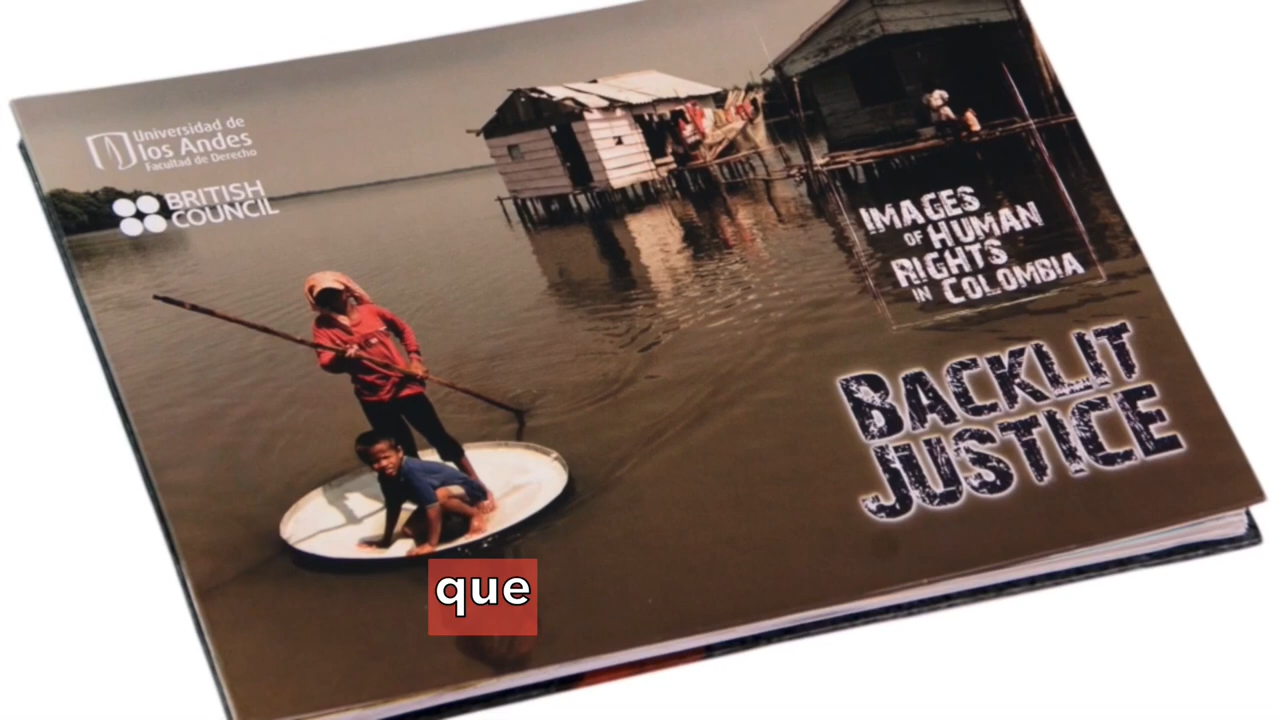 Universidad de
los Andes
Facultad de Derecho
BRITISH
COUNCIL
IMAGES
OF HUMAN
RIGHTS
IN COLOMBIA
BACKLIT
JUSTICE
que